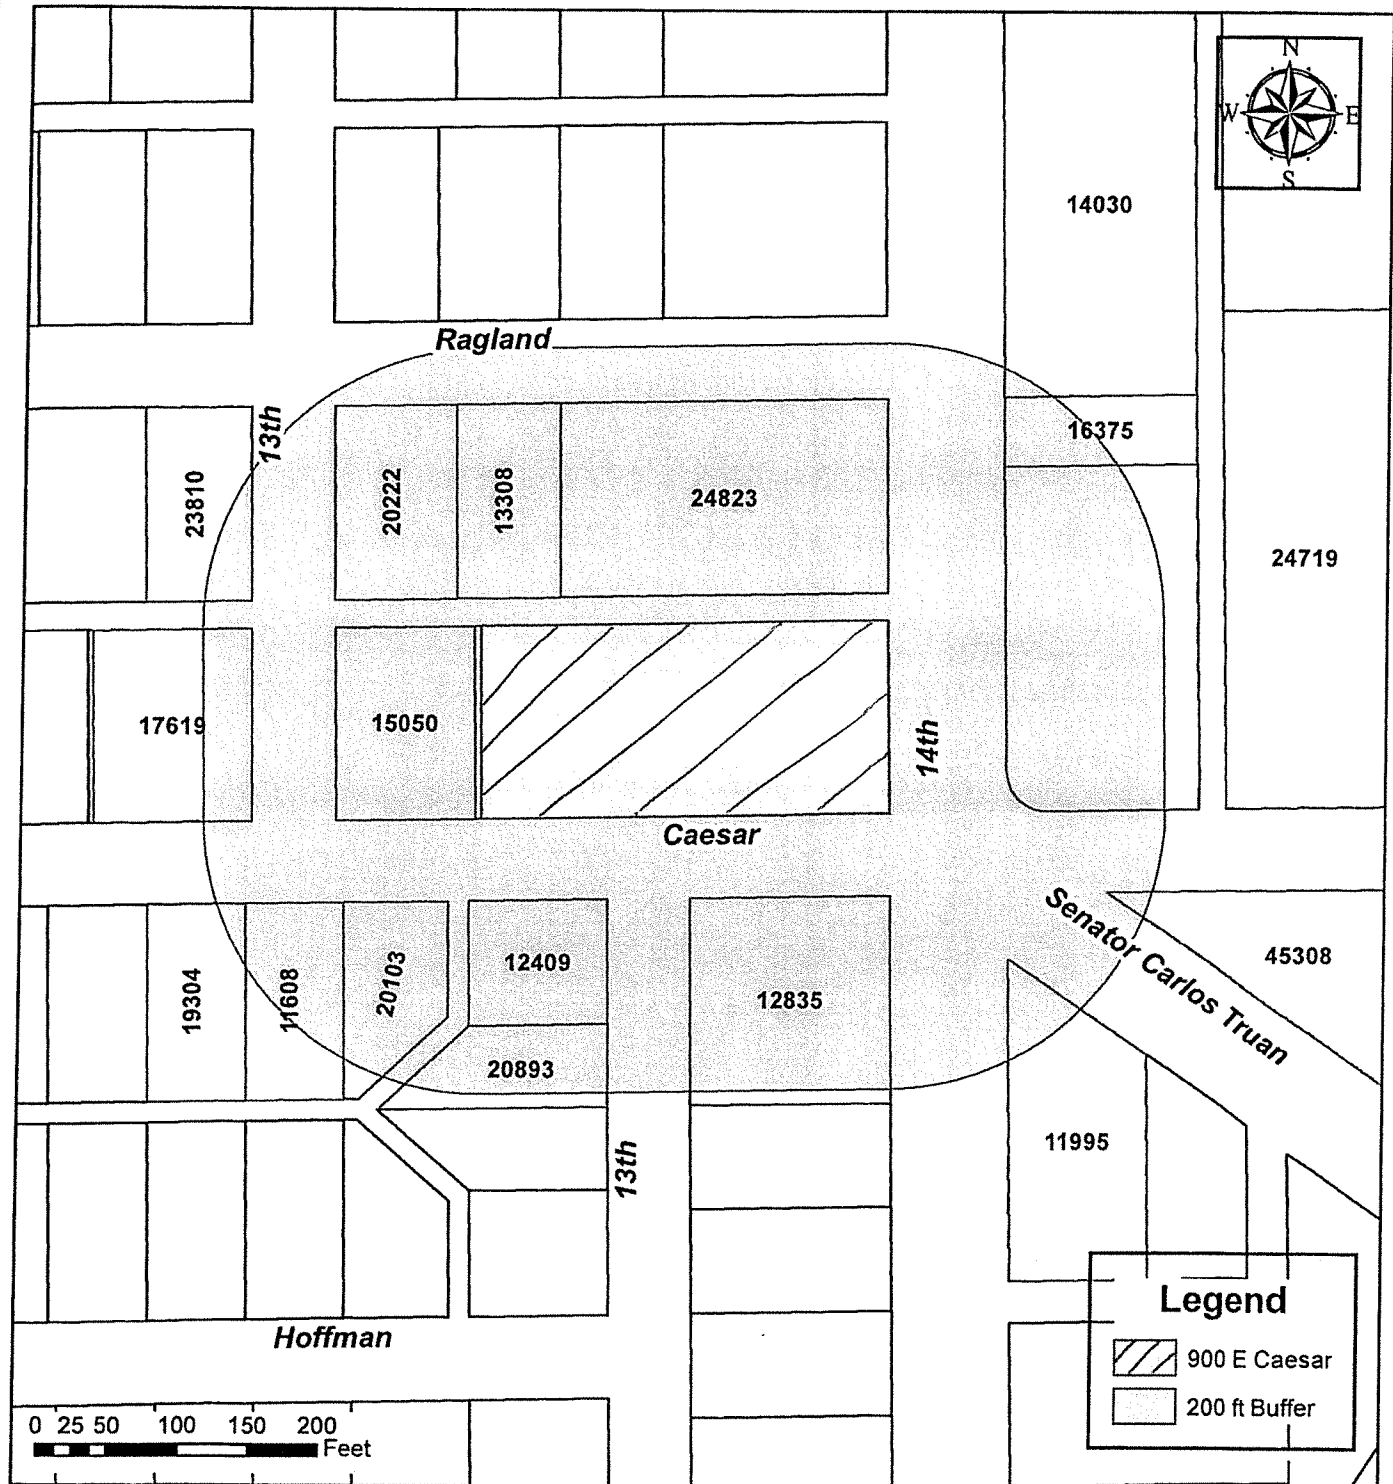 N
W E
S
14030
Ragland
13th
16375
23810
20222
13308
24823
24719
17619
15050
14th
Caesar
Senator Carlos Truan
45308
19304
11608
20103
12409
12835
20893
11995
13th
Hoffman
Legend
900 E Caesar
200 ft Buffer
0 25 50 100 150 200
Feet